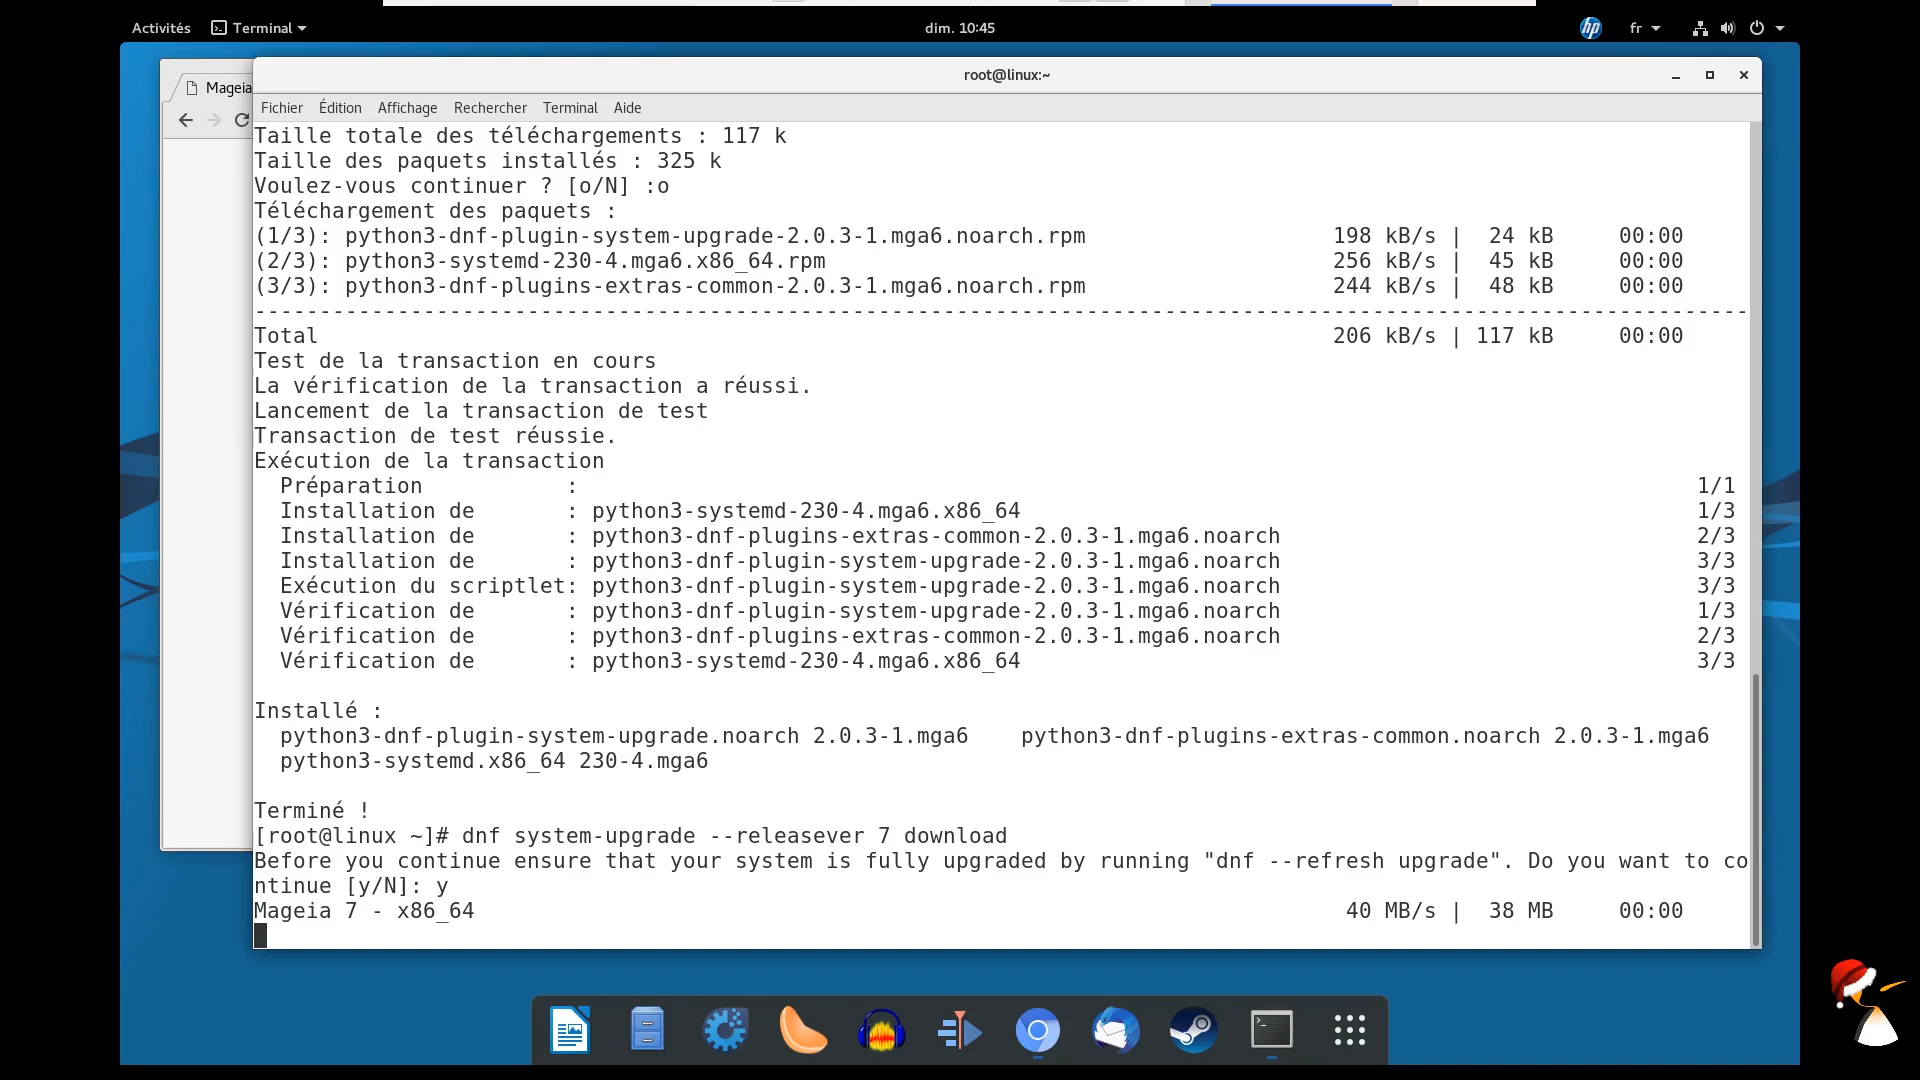 Activités Terminal dim. 10:45 hp fr
Mageia
root@linux:~
Fichier Édition Affichage Rechercher Terminal Aide
Taille totale des téléchargements : 117 k
Taille des paquets installés : 325 k
Voulez-vous continuer ? [o/N] :o
Téléchargement des paquets :
(1/3): python3-dnf-plugin-system-upgrade-2.0.3-1.mga6.noarch.rpm 198 kB/s | 24 kB 00:00
(2/3): python3-systemd-230-4.mga6.x86_64.rpm 256 kB/s | 45 kB 00:00
(3/3): python3-dnf-plugins-extras-common-2.0.3-1.mga6.noarch.rpm 244 kB/s | 48 kB 00:00
--------------------------------------------------------------------------------------------------------------------
Total 206 kB/s | 117 kB 00:00
Test de la transaction en cours
La vérification de la transaction a réussi.
Lancement de la transaction de test
Transaction de test réussie.
Exécution de la transaction
Préparation : 1/1
Installation de : python3-systemd-230-4.mga6.x86_64 1/3
Installation de : python3-dnf-plugins-extras-common-2.0.3-1.mga6.noarch 2/3
Installation de : python3-dnf-plugin-system-upgrade-2.0.3-1.mga6.noarch 3/3
Exécution du scriptlet: python3-dnf-plugin-system-upgrade-2.0.3-1.mga6.noarch 3/3
Vérification de : python3-dnf-plugin-system-upgrade-2.0.3-1.mga6.noarch 1/3
Vérification de : python3-dnf-plugins-extras-common-2.0.3-1.mga6.noarch 2/3
Vérification de : python3-systemd-230-4.mga6.x86_64 3/3
Installé :
python3-dnf-plugin-system-upgrade.noarch 2.0.3-1.mga6 python3-dnf-plugins-extras-common.noarch 2.0.3-1.mga6
python3-systemd.x86_64 230-4.mga6
Terminé !
[root@linux ~]# dnf system-upgrade --releasever 7 download
Before you continue ensure that your system is fully upgraded by running "dnf --refresh upgrade". Do you want to co
ntinue [y/N]: y
Mageia 7 - x86_64 40 MB/s | 38 MB 00:00